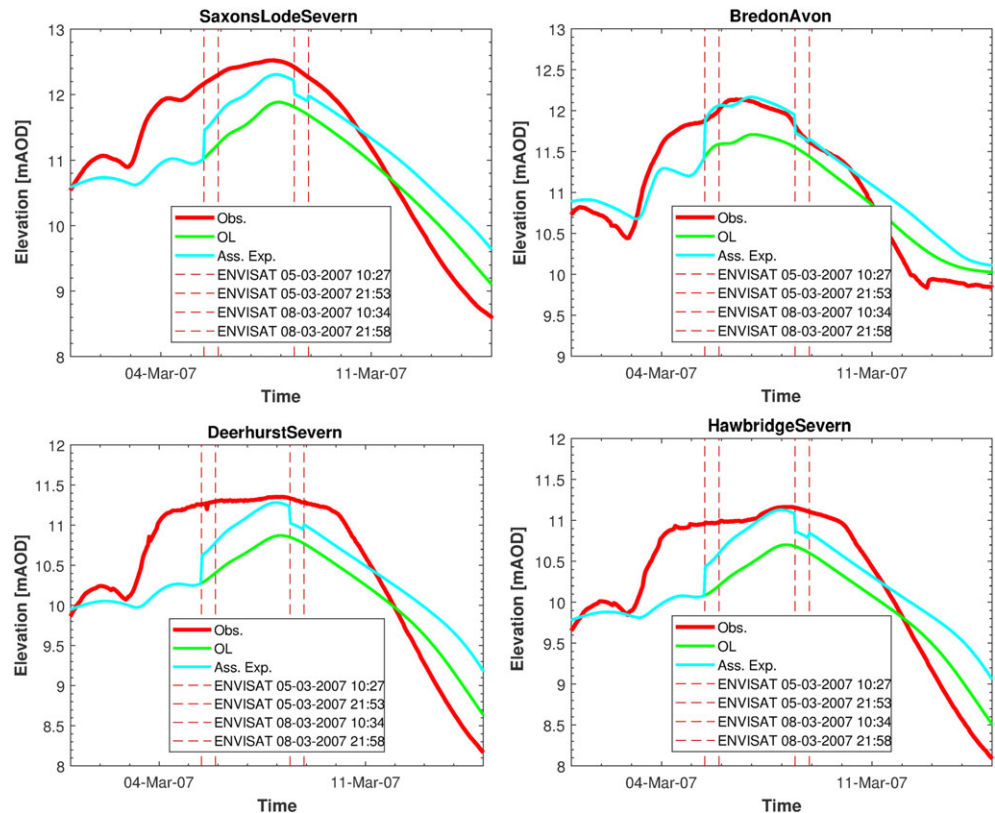 SaxonsLodeSevern
13
12
11
10
9
8
Elevation [mAOD]
Obs.
OL
Ass. Exp.
ENVISAT 05-03-2007 10:27
ENVISAT 05-03-2007 21:53
ENVISAT 08-03-2007 10:34
ENVISAT 08-03-2007 21:58
04-Mar-07
11-Mar-07
Time
BredonAvon
13
12.5
12
11.5
11
10.5
10
9.5
9
Elevation [mAOD]
Obs.
OL
Ass. Exp.
ENVISAT 05-03-2007 10:27
ENVISAT 05-03-2007 21:53
ENVISAT 08-03-2007 10:34
ENVISAT 08-03-2007 21:58
04-Mar-07
11-Mar-07
Time
DeerhurstSevern
12
11.5
11
10.5
10
9.5
9
8.5
8
Elevation [mAOD]
Obs.
OL
Ass. Exp.
ENVISAT 05-03-2007 10:27
ENVISAT 05-03-2007 21:53
ENVISAT 08-03-2007 10:34
ENVISAT 08-03-2007 21:58
04-Mar-07
11-Mar-07
Time
HawbridgeSevern
12
11.5
11
10.5
10
9.5
9
8.5
8
Elevation [mAOD]
Obs.
OL
Ass. Exp.
ENVISAT 05-03-2007 10:27
ENVISAT 05-03-2007 21:53
ENVISAT 08-03-2007 10:34
ENVISAT 08-03-2007 21:58
04-Mar-07
11-Mar-07
Time